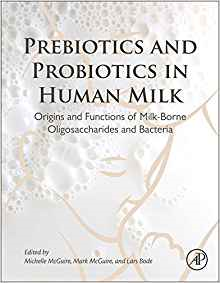 PREBIOTICS AND
PROBIOTICS IN
HUMAN MILK
Origins and Functions of Milk-Borne
Oligosaccharides and Bacteria
Edited by
Michelle McGuire, Mark McGuire, and Lars Bode
AP